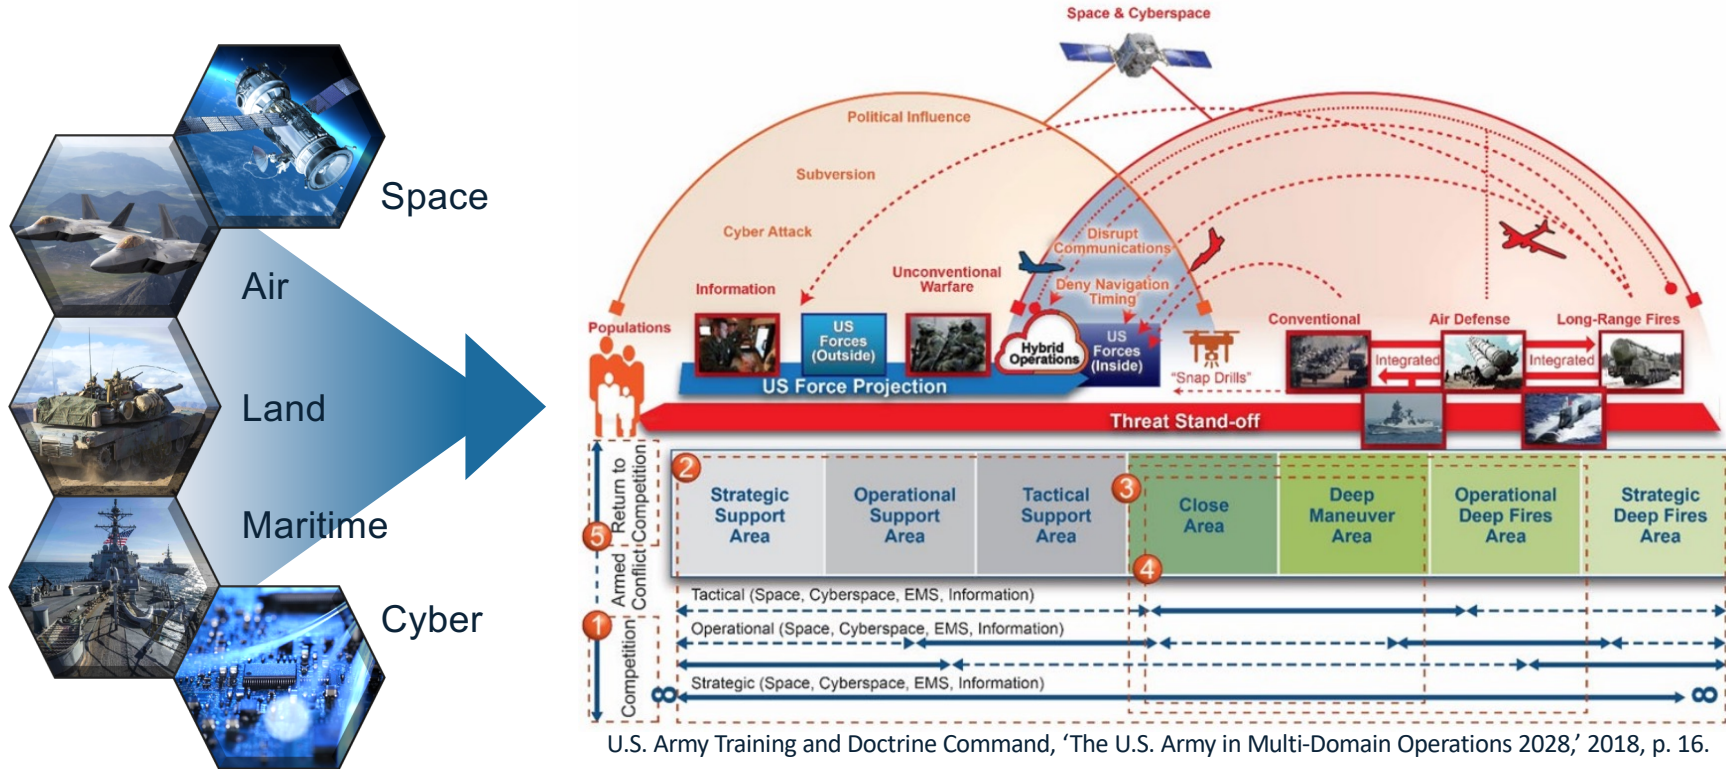 Space
Air
Land
Maritime
Cyber
Space & Cyberspace
Political Influence
Subversion
Cyber Attack
Disrupt
Communications
Deny Navigation
Timing
Information
Unconventional
Warfare
Populations
US
Forces
(Outside)
Hybrid
Operations
US
Forces
(Inside)
"Snap Drills"
Conventional
Air Defense
Long-Range Fires
Integrated
Integrated
US Force Projection
Threat Stand-off
2
3
4
5
1
Return to
Competition
Armed
Conflict
Competition
Strategic
Support
Area
Operational
Support
Area
Tactical
Support
Area
Close
Area
Deep
Maneuver
Area
Operational
Deep Fires
Area
Strategic
Deep Fires
Area
Tactical (Space, Cyberspace, EMS, Information)
Operational (Space, Cyberspace, EMS, Information)
Strategic (Space, Cyberspace, EMS, Information)
∞
∞
U.S. Army Training and Doctrine Command, ‘The U.S. Army in Multi-Domain Operations 2028,’ 2018, p. 16.